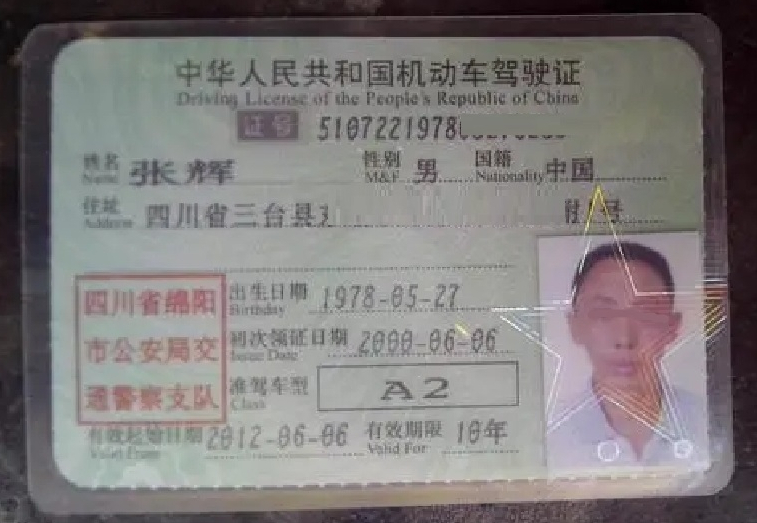 中华人民共和国机动车驾驶证
Driving License of the People's Republic of China
证号 5107221978
姓名 Name 张辉 性别 M&F 男 国籍 Nationality 中国
住址 Address 四川省三台县
四川省绵阳
市公安局交
通警察支队
出生日期 Birthday 1978-05-27
初次领证日期 Issue Date 2000-06-06
准驾车型 Class A2
有效起始日期 Valid From 2012-06-06 有效期限 Valid For 10年